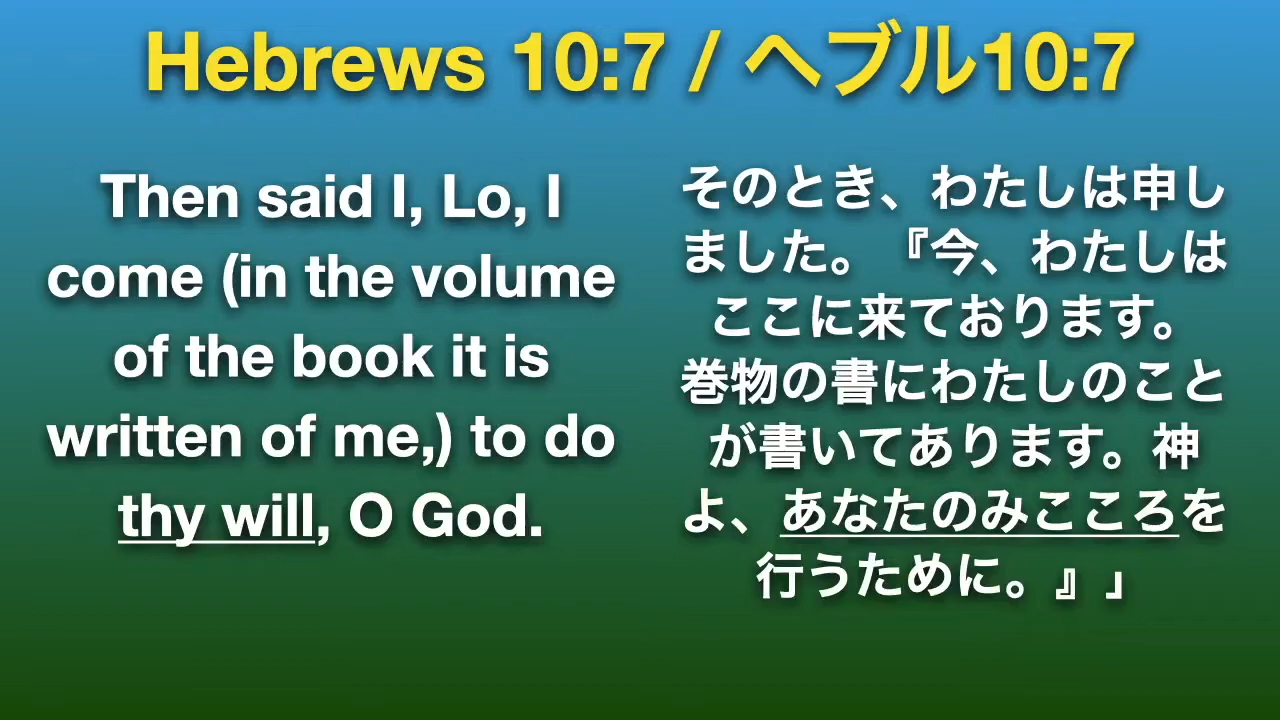 Hebrews 10:7 / ヘブル10:7
Then said I, Lo, I
come (in the volume
of the book it is
written of me,) to do
thy will, O God.
そのとき、わたしは申し
ました。『今、わたしは
ここに来ております。
巻物の書にわたしのこと
が書いてあります。神
よ、あなたのみこころを
行うために。』」